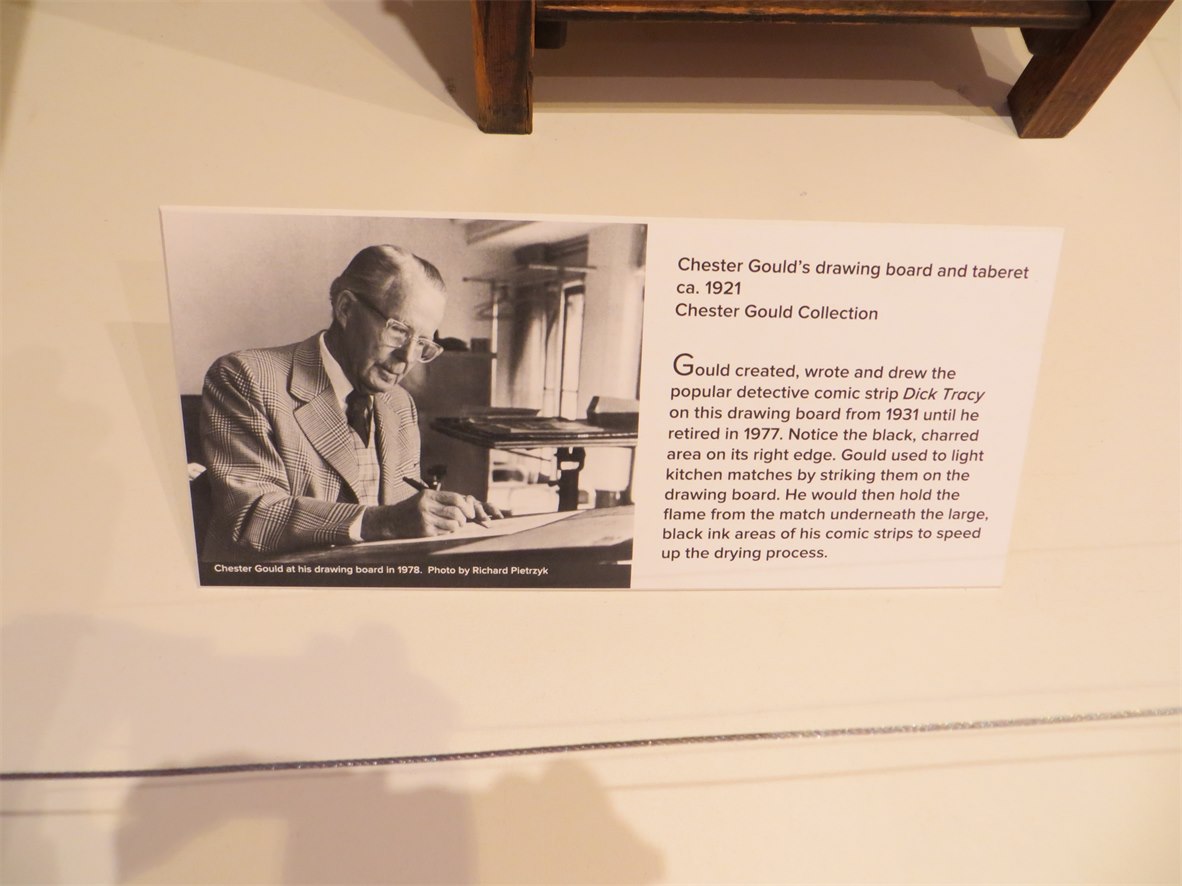 Chester Gould's drawing board and taberet
ca. 1921
Chester Gould Collection
Gould created, wrote and drew the
popular detective comic strip Dick Tracy
on this drawing board from 1931 until he
retired in 1977. Notice the black, charred
area on its right edge. Gould used to light
kitchen matches by striking them on the
drawing board. He would then hold the
flame from the match underneath the large,
black ink areas of his comic strips to speed
up the drying process.
Chester Gould at his drawing board in 1978. Photo by Richard Pietrzyk